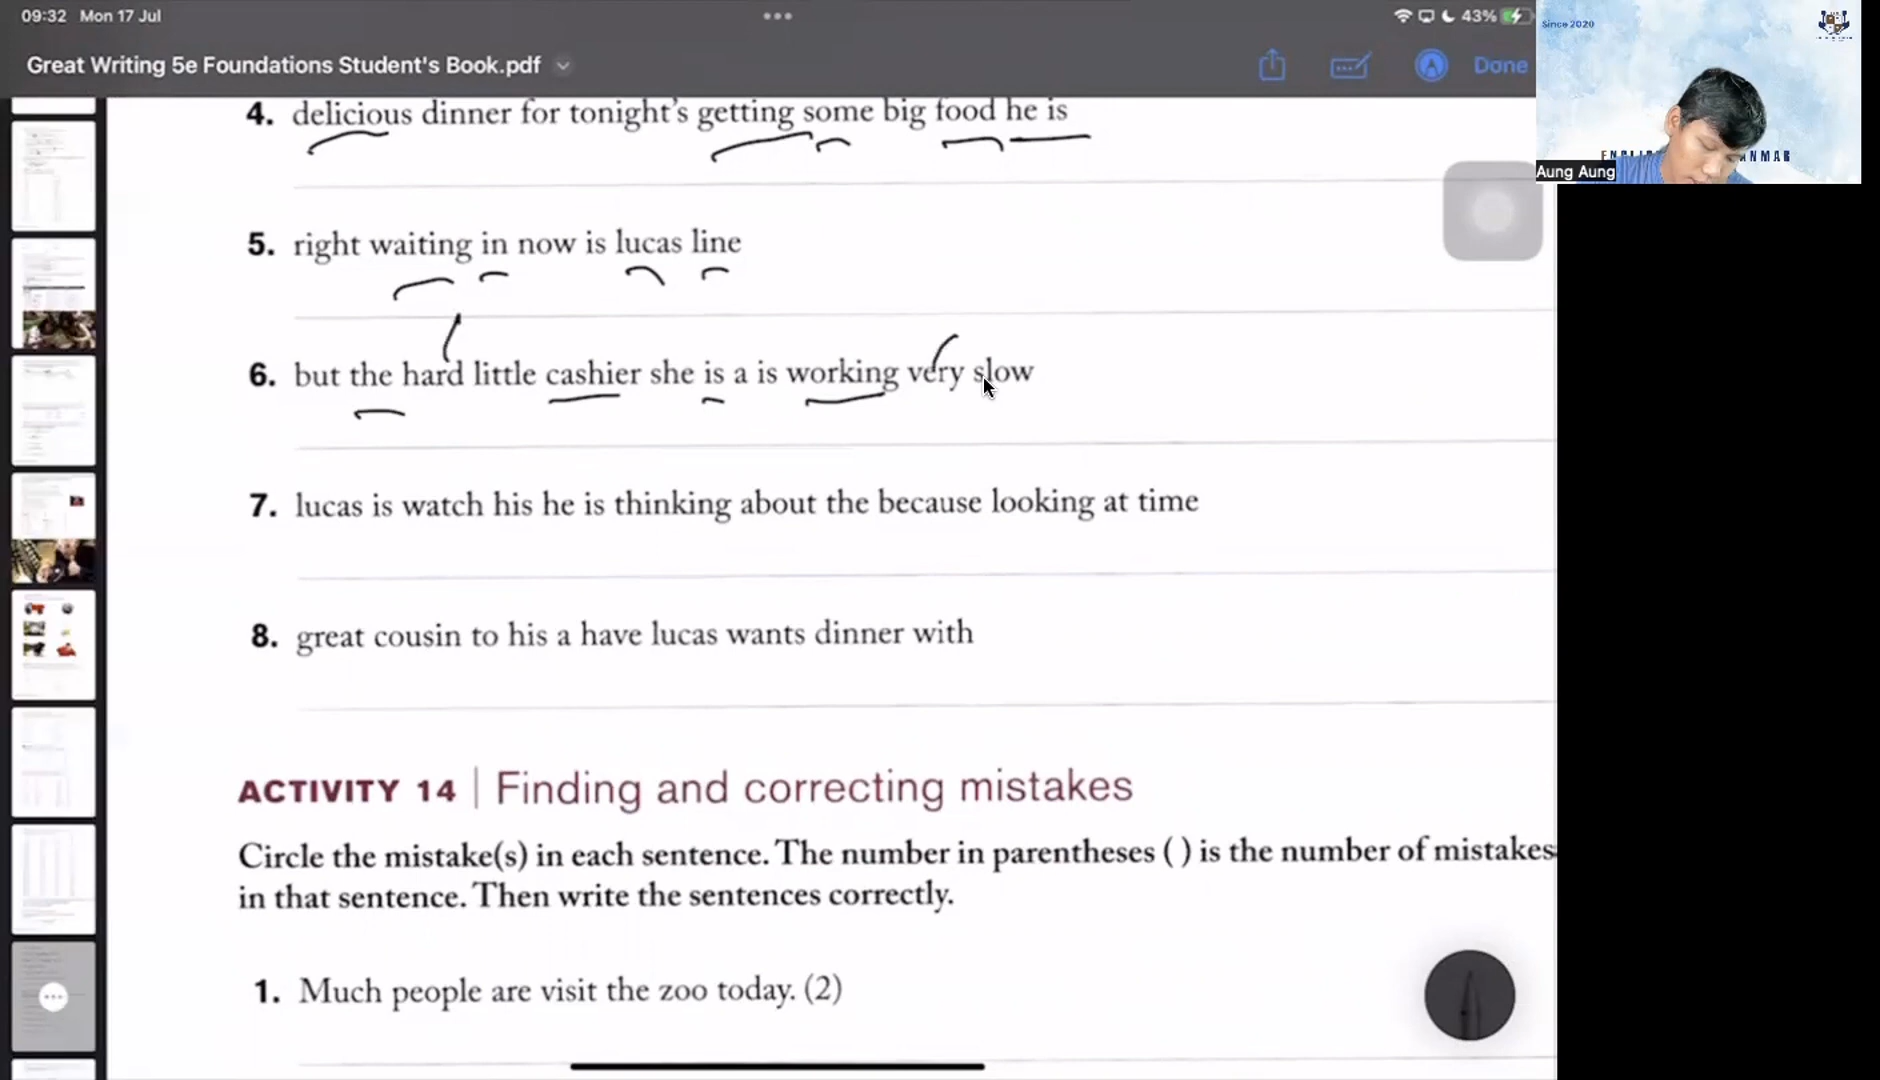 09:32 Mon 17 Jul
43%
Since 2020
Great Writing 5e Foundations Student's Book.pdf
Done
Aung Aung
4. delicious dinner for tonight's getting some big food he is
5. right waiting in now is lucas line
6. but the hard little cashier she is a is working very slow
7. lucas is watch his he is thinking about the because looking at time
8. great cousin to his a have lucas wants dinner with
ACTIVITY 14 | Finding and correcting mistakes
Circle the mistake(s) in each sentence. The number in parentheses ( ) is the number of mistakes
in that sentence. Then write the sentences correctly.
1. Much people are visit the zoo today. (2)